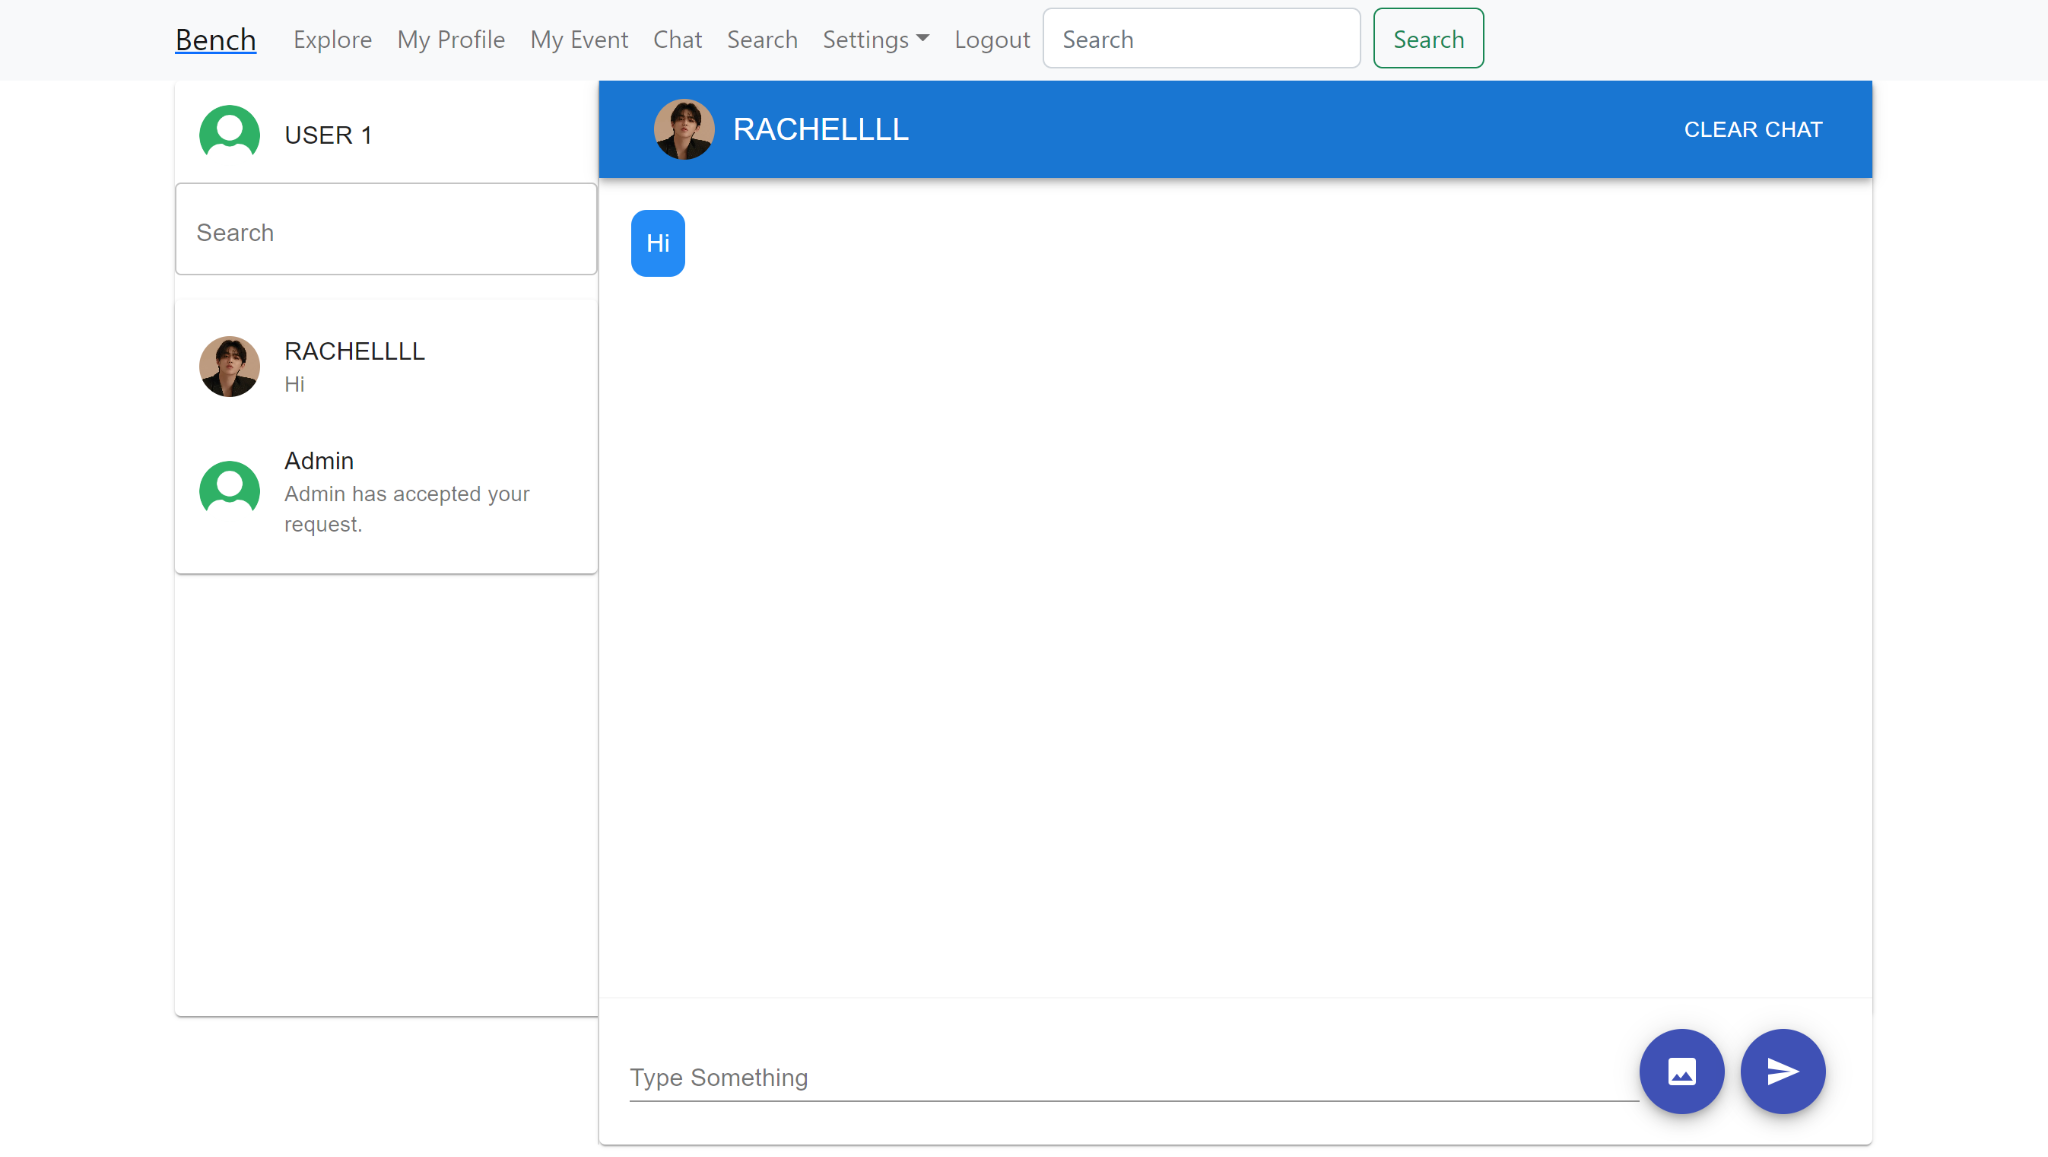 Bench Explore My Profile My Event Chat Search Settings Logout Search Search
USER 1
Search
RACHELLLL
Hi
Admin
Admin has accepted your
request.
RACHELLLL CLEAR CHAT
Hi
Type Something